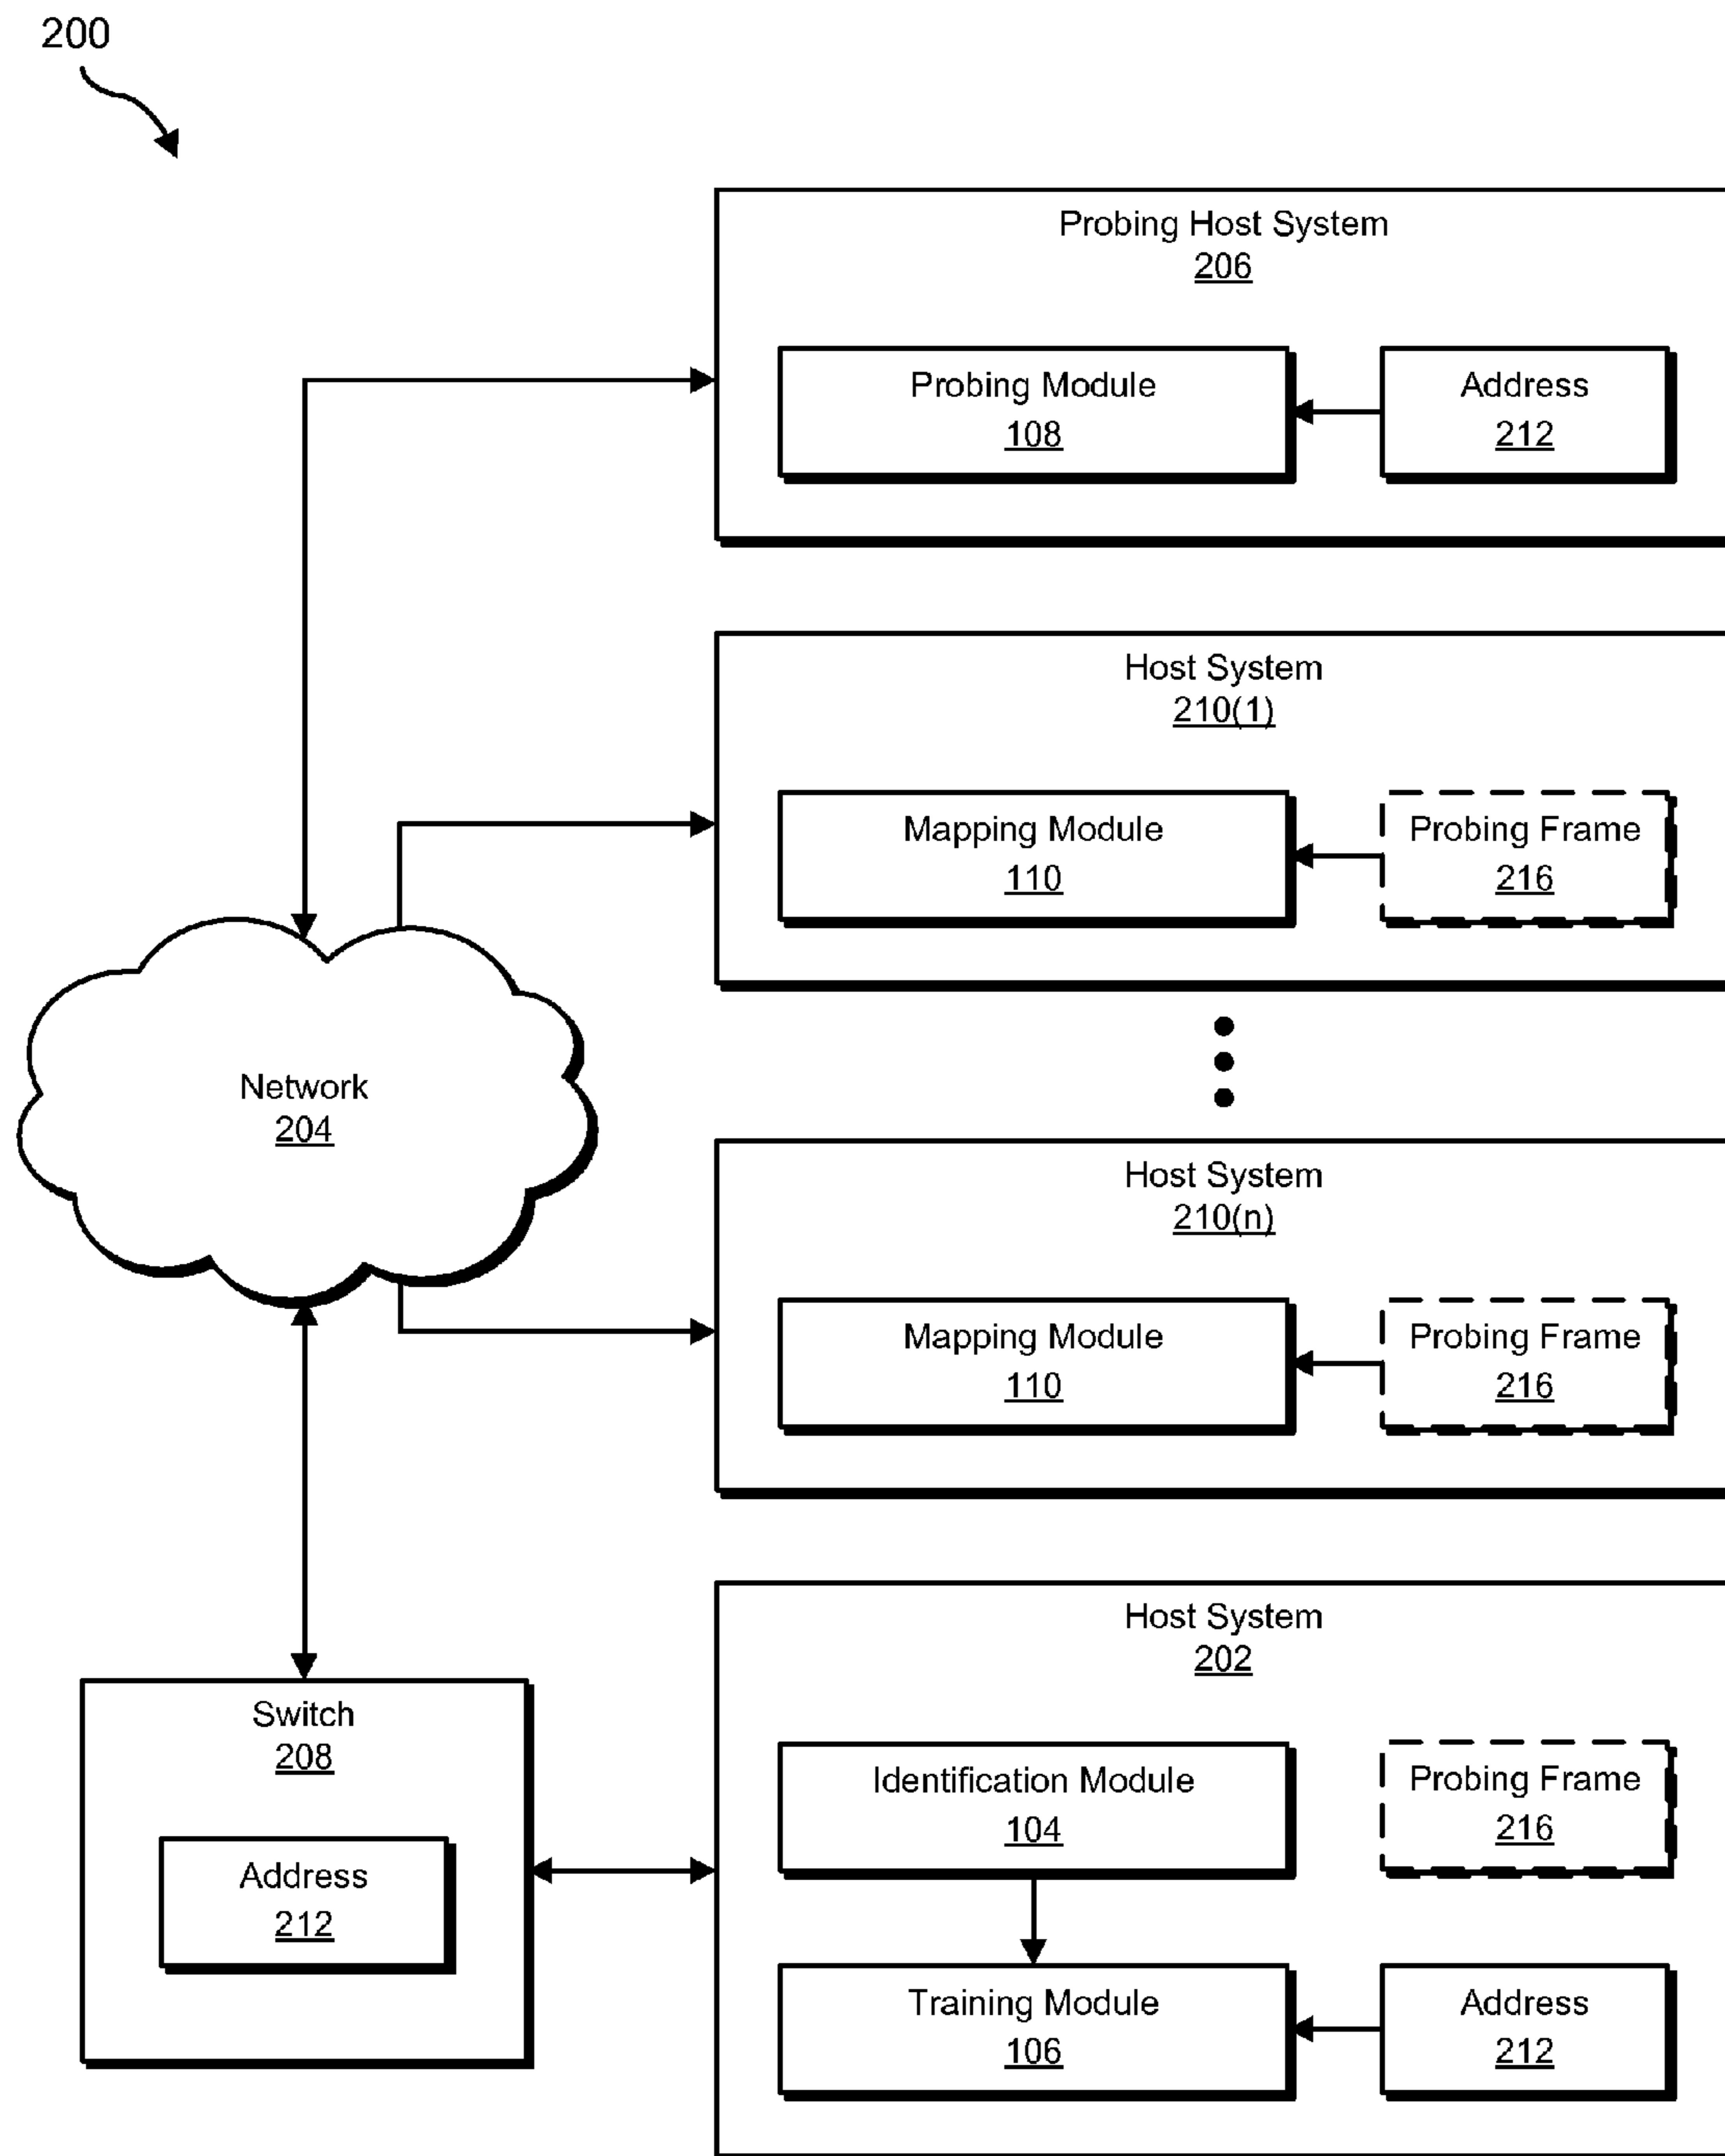 200
Probing Host System
206
Probing Module
108
Address
212
Host System
210(1)
Mapping Module
110
Probing Frame
216
Network
204
Host System
210(n)
Mapping Module
110
Probing Frame
216
Host System
202
Switch
208
Identification Module
104
Probing Frame
216
Address
212
Training Module
106
Address
212